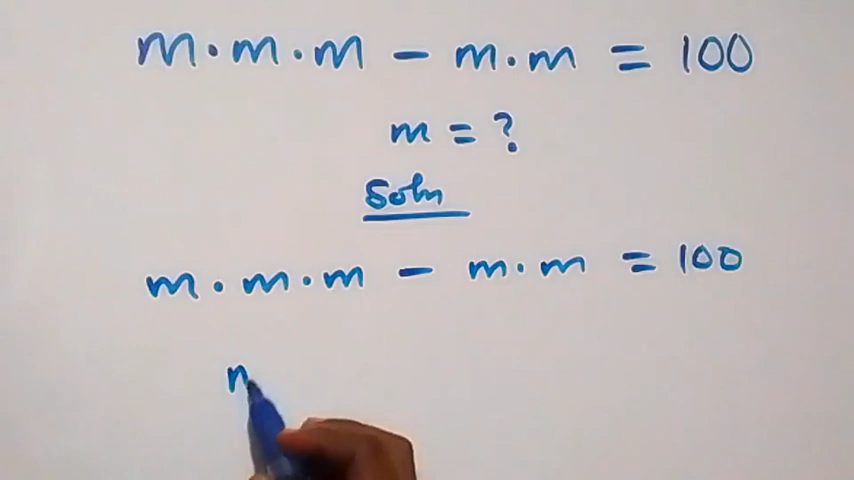 m·m·m − m·m = 100
m = ?
Soln
m·m·m − m·m = 100